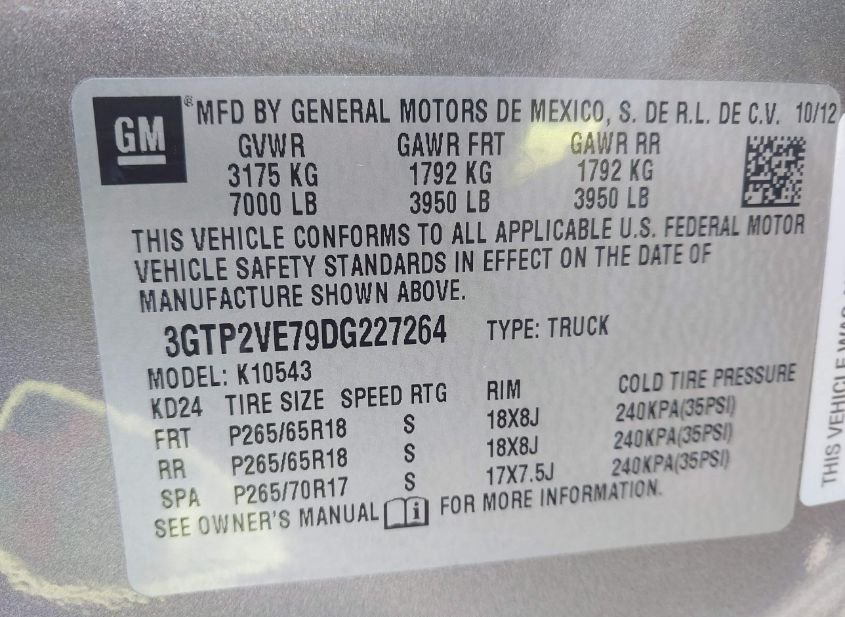 GM
® MFD BY GENERAL MOTORS DE MEXICO, S. DE R.L. DE C.V. 10/12
GVWR GAWR FRT GAWR RR
3175 KG 1792 KG 1792 KG
7000 LB 3950 LB 3950 LB
THIS VEHICLE CONFORMS TO ALL APPLICABLE U.S. FEDERAL MOTOR
VEHICLE SAFETY STANDARDS IN EFFECT ON THE DATE OF
MANUFACTURE SHOWN ABOVE.
3GTP2VE79DG227264 TYPE: TRUCK
MODEL: K10543
KD24 TIRE SIZE SPEED RTG RIM COLD TIRE PRESSURE
FRT P265/65R18 S 18X8J 240KPA(35PSI)
RR P265/65R18 S 18X8J 240KPA(35PSI)
SPA P265/70R17 S 17X7.5J 240KPA(35PSI)
SEE OWNER'S MANUAL i FOR MORE INFORMATION.
THIS VEHICLE WAS